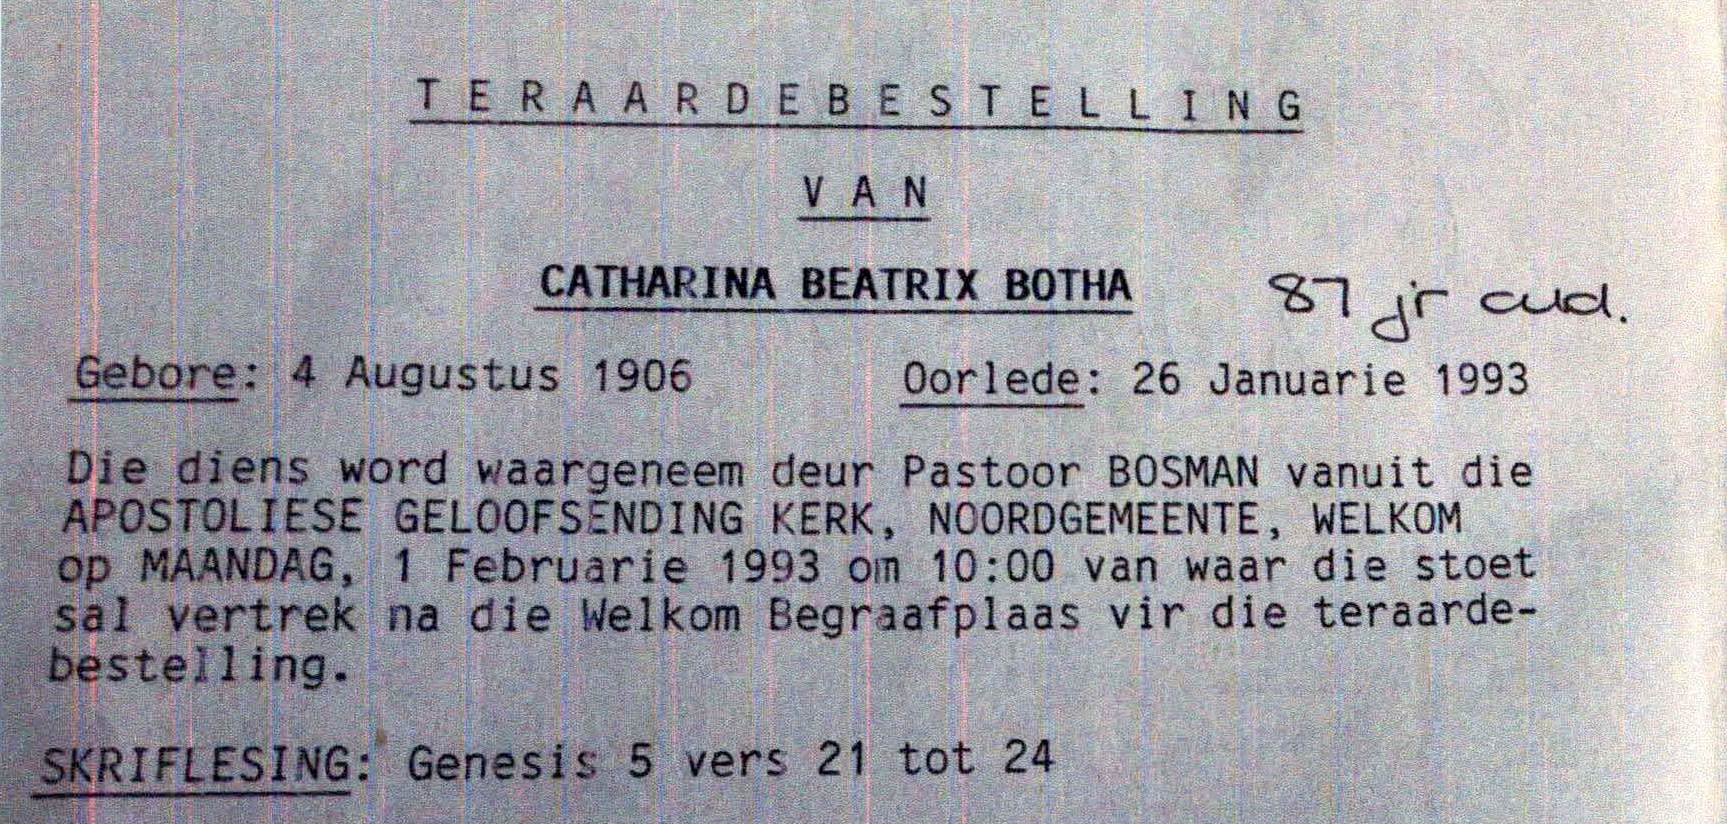 TERAARDEBESTELLING
VAN
CATHARINA BEATRIX BOTHA 87 jr oud.
Gebore: 4 Augustus 1906 Oorlede: 26 Januarie 1993
Die diens word waargeneem deur Pastoor BOSMAN vanuit die
APOSTOLIESE GELOOFSENDING KERK, NOORDGEMEENTE, WELKOM
op MAANDAG, 1 Februarie 1993 om 10:00 van waar die stoet
sal vertrek na die Welkom Begraafplaas vir die teraarde-
bestelling.
SKRIFLESING: Genesis 5 vers 21 tot 24